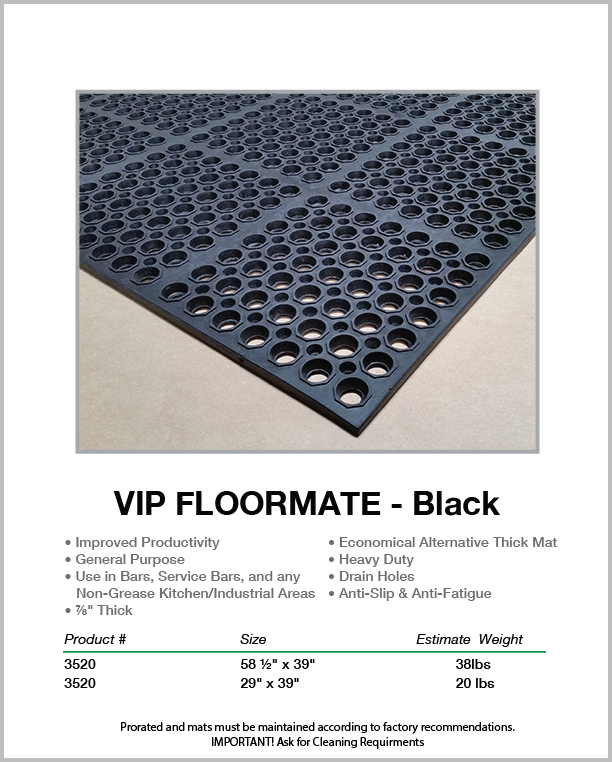 VIP FLOORMATE - Black
• Improved Productivity
• General Purpose
• Use in Bars, Service Bars, and any
Non-Grease Kitchen/Industrial Areas
• ⅞" Thick
• Economical Alternative Thick Mat
• Heavy Duty
• Drain Holes
• Anti-Slip & Anti-Fatigue
Product # Size Estimate Weight
3520 58 ½" x 39" 38lbs
3520 29" x 39" 20 lbs
Prorated and mats must be maintained according to factory recommendations.
IMPORTANT! Ask for Cleaning Requirments